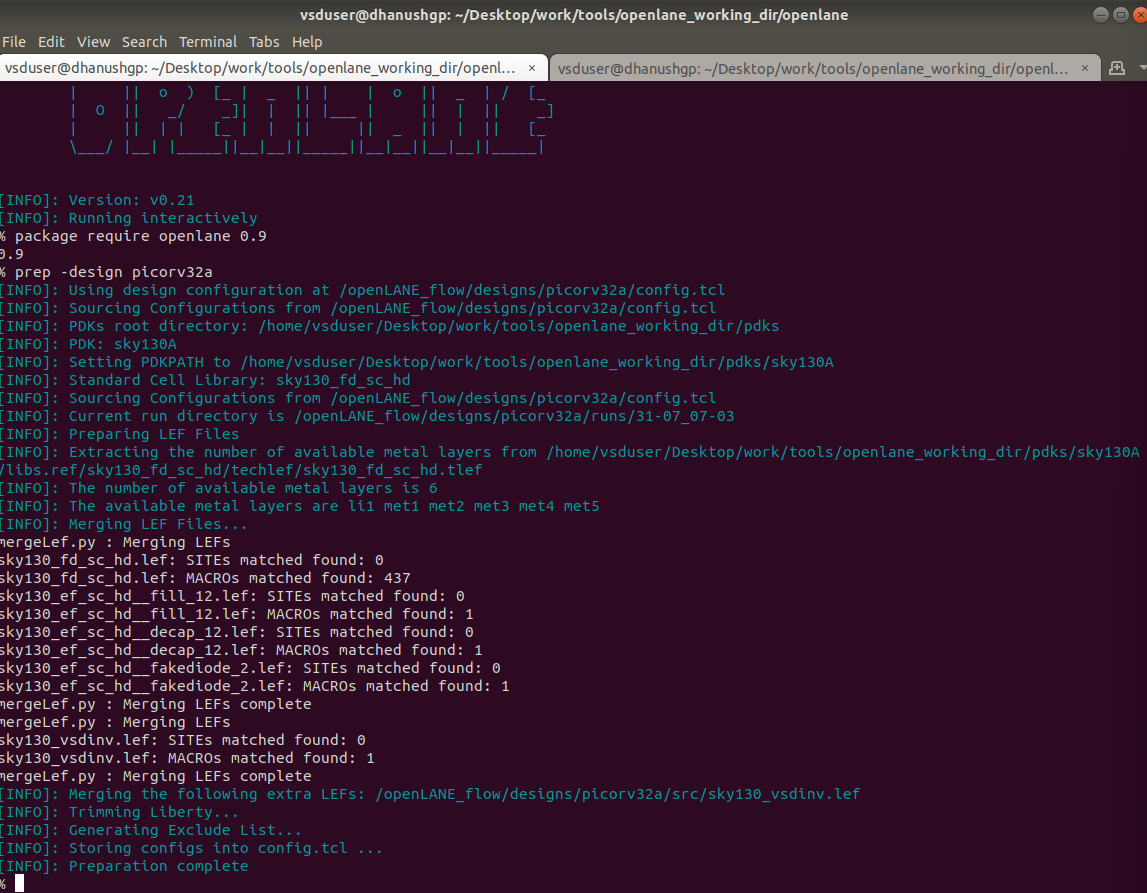 vsduser@dhanushgp: ~/Desktop/work/tools/openlane_working_dir/openlane
File Edit View Search Terminal Tabs Help
vsduser@dhanushgp: ~/Desktop/work/tools/openlane_working_dir/openl... × vsduser@dhanushgp: ~/Desktop/work/tools/openlane_working_dir/openl... ×
[INFO]: Version: v0.21
[INFO]: Running interactively
% package require openlane 0.9
0.9
% prep -design picorv32a
[INFO]: Using design configuration at /openLANE_flow/designs/picorv32a/config.tcl
[INFO]: Sourcing Configurations from /openLANE_flow/designs/picorv32a/config.tcl
[INFO]: PDKs root directory: /home/vsduser/Desktop/work/tools/openlane_working_dir/pdks
[INFO]: PDK: sky130A
[INFO]: Setting PDKPATH to /home/vsduser/Desktop/work/tools/openlane_working_dir/pdks/sky130A
[INFO]: Standard Cell Library: sky130_fd_sc_hd
[INFO]: Sourcing Configurations from /openLANE_flow/designs/picorv32a/config.tcl
[INFO]: Current run directory is /openLANE_flow/designs/picorv32a/runs/31-07_07-03
[INFO]: Preparing LEF Files
[INFO]: Extracting the number of available metal layers from /home/vsduser/Desktop/work/tools/openlane_working_dir/pdks/sky130A
/libs.ref/sky130_fd_sc_hd/techlef/sky130_fd_sc_hd.tlef
[INFO]: The number of available metal layers is 6
[INFO]: The available metal layers are li1 met1 met2 met3 met4 met5
[INFO]: Merging LEF Files...
mergeLef.py : Merging LEFs
sky130_fd_sc_hd.lef: SITEs matched found: 0
sky130_fd_sc_hd.lef: MACROs matched found: 437
sky130_ef_sc_hd__fill_12.lef: SITEs matched found: 0
sky130_ef_sc_hd__fill_12.lef: MACROs matched found: 1
sky130_ef_sc_hd__decap_12.lef: SITEs matched found: 0
sky130_ef_sc_hd__decap_12.lef: MACROs matched found: 1
sky130_ef_sc_hd__fakediode_2.lef: SITEs matched found: 0
sky130_ef_sc_hd__fakediode_2.lef: MACROs matched found: 1
mergeLef.py : Merging LEFs complete
mergeLef.py : Merging LEFs
sky130_vsdinv.lef: SITEs matched found: 0
sky130_vsdinv.lef: MACROs matched found: 1
mergeLef.py : Merging LEFs complete
[INFO]: Merging the following extra LEFs: /openLANE_flow/designs/picorv32a/src/sky130_vsdinv.lef
[INFO]: Trimming Liberty...
[INFO]: Generating Exclude List...
[INFO]: Storing configs into config.tcl ...
[INFO]: Preparation complete
%